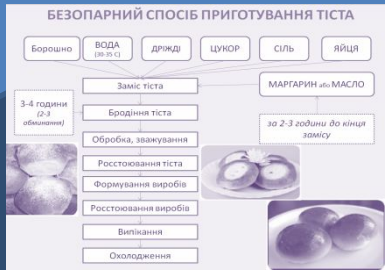 БЕЗОПАРНИЙ СПОСІБ ПРИГОТУВАННЯ ТІСТА
Борошно
ВОДА
(30-35 С)
ДРІЖДІ
ЦУКОР
СІЛЬ
ЯЙЦЯ
Заміс тіста
МАРГАРИН або МАСЛО
3-4 години
(2-3
обминання)
Бродіння тіста
за 2-3 години до кінця
замісу
Обробка, зважування
Росстоювання тіста
Формування виробів
Росстоювання виробів
Випікання
Охолодження